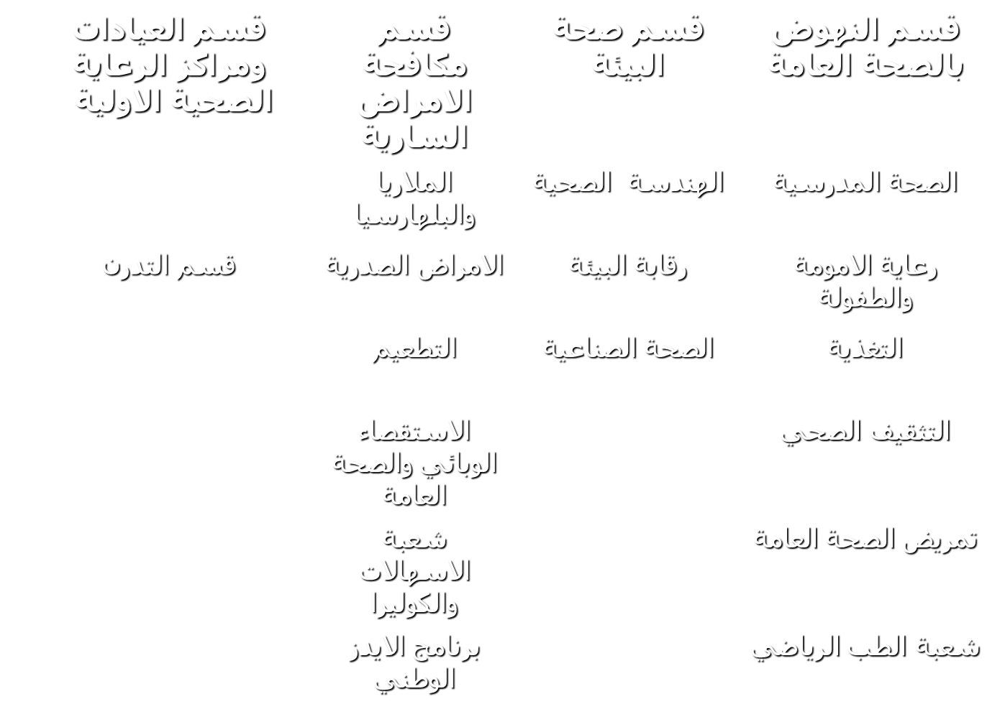 قسم النهوض
بالصحة العامة
قسم صحة
البيئة
قسم
مكافحة
الامراض
السارية
قسم العيادات
ومراكز الرعاية
الصحية الاولية
الصحة المدرسية
الهندسة  الصحية
الملاريا
والبلهارسيا
رعاية الامومة
والطفولة
رقابة البيئة
الامراض الصدرية
قسم التدرن
التغذية
الصحة الصناعية
التطعيم
التثقيف الصحي
الاستقصاء
الوبائي والصحة
العامة
تمريض الصحة العامة
شعبة
الاسهالات
والكوليرا
شعبة الطب الرياضي
برنامج الايدز
الوطني